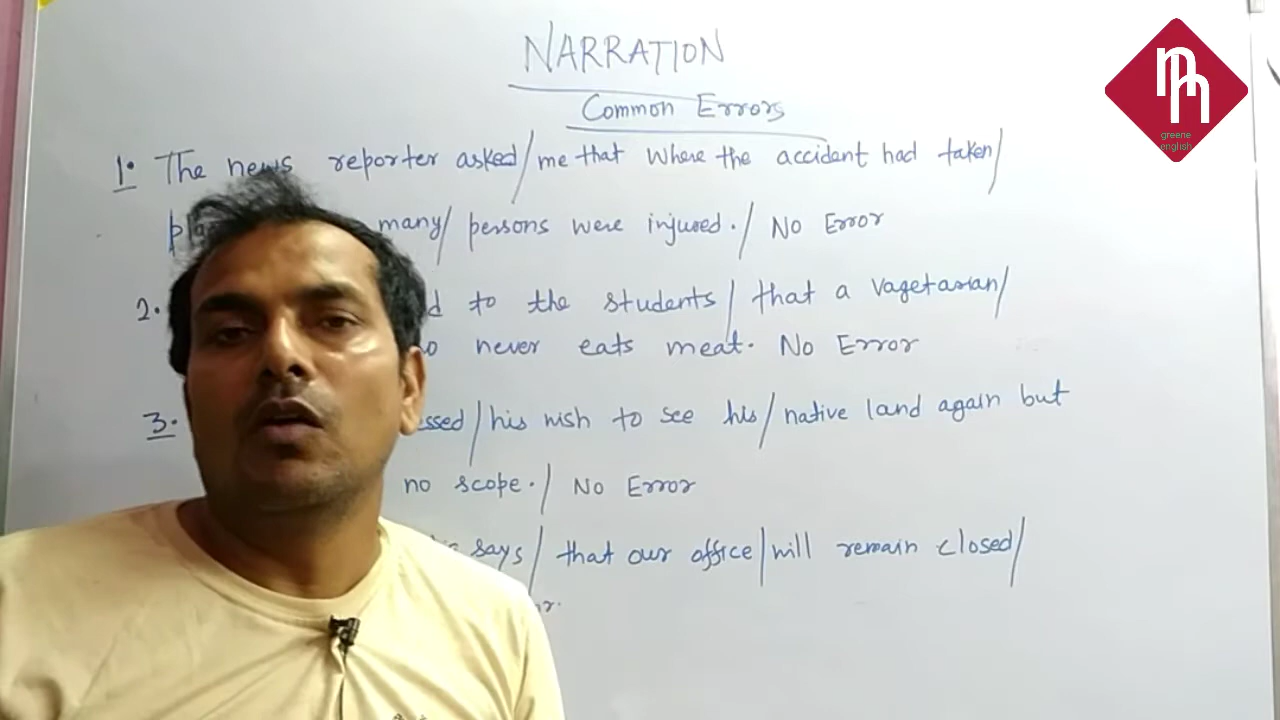 NARRATION
Common Errors
1. The news reporter asked/me that where the accident had taken/
many/ persons were injured./ No Error
2. to the students/ that a vagetarian/
never eats meat. No Error
3. his wish to see his/native land again but
no scope./ No Error
says/ that our office/will remain closed/
greene
english